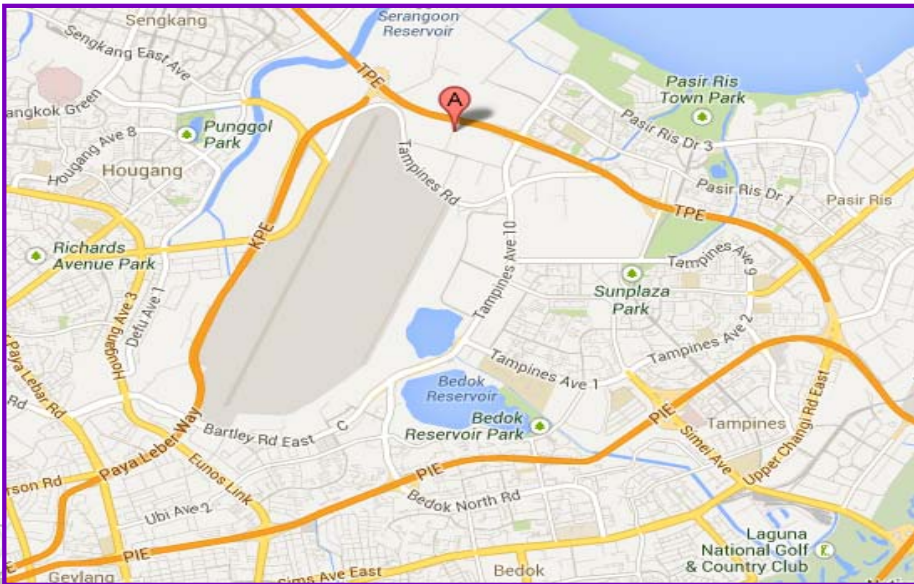 Sengkang
Serangoon
Reservoir
Sengkang East Ave
TPE
A
Pasir Ris
Town Park
angkok Green
Punggol
Park
Hougang Ave 8
Hougang
Pasir Ris Dr 3
Tampines Rd
Pasir Ris Dr 1
Pasir Ris
TPE
KPE
Richards
Avenue Park
Tampines Ave 10
Tampines Ave 9
Sunplaza
Park
Hougang Ave 3
Defu Ave 1
Tampines Ave 2
Paya Lebar Rd
Tampines Ave 1
Bedok
Reservoir
Rd
Bedok
Reservoir Park
PIE
Simei Ave
Tampines
Upper Changi Rd East
Bartley Rd East
C
Paya Leber Way
Eunos Link
PIE
erson Rd
Bedok North Rd
Ubi Ave 2
PIE
E
Geylang
Sims Ave East
Bedok
Laguna
National Golf
& Country Club